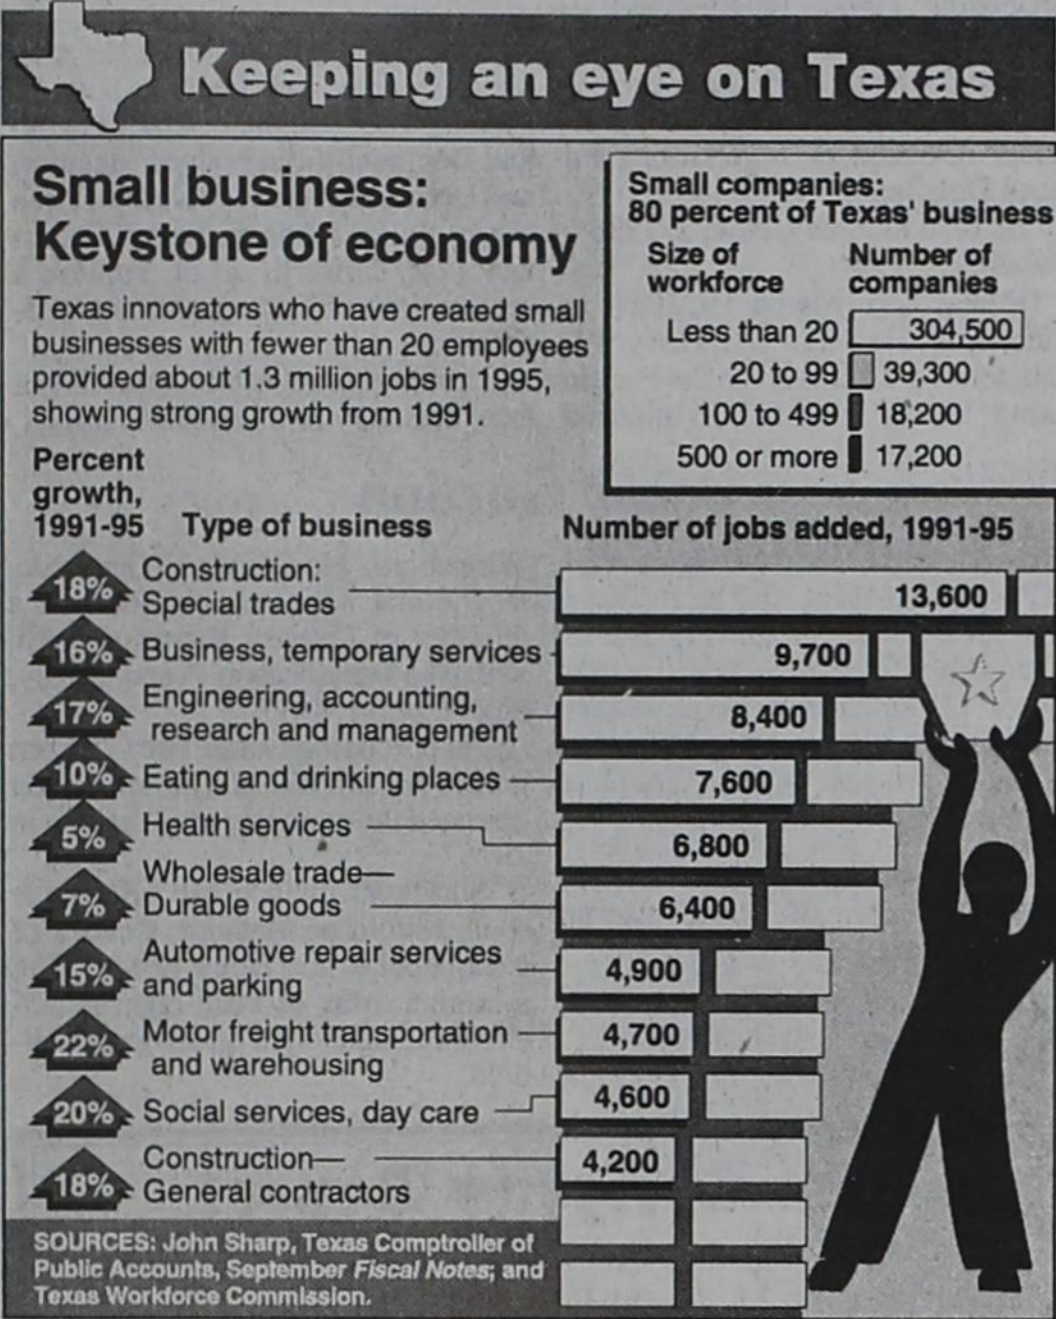 Keeping an eye on Texas
Small business:
Keystone of economy
Texas innovators who have created small
businesses with fewer than 20 employees
provided about 1.3 million jobs in 1995,
showing strong growth from 1991.
Small companies:
80 percent of Texas' business
Size of workforce
Number of companies
Less than 20 304,500
20 to 99 39,300
100 to 499 18,200
500 or more 17,200
Percent
growth,
1991-95 Type of business Number of jobs added, 1991-95
18% Construction:
Special trades 13,600
16% Business, temporary services 9,700
17% Engineering, accounting,
research and management 8,400
10% Eating and drinking places 7,600
5% Health services 6,800
Wholesale trade—
7% Durable goods 6,400
15% Automotive repair services
and parking 4,900
22% Motor freight transportation
and warehousing 4,700
20% Social services, day care 4,600
Construction—
18% General contractors 4,200
SOURCES: John Sharp, Texas Comptroller of
Public Accounts, September Fiscal Notes; and
Texas Workforce Commission.